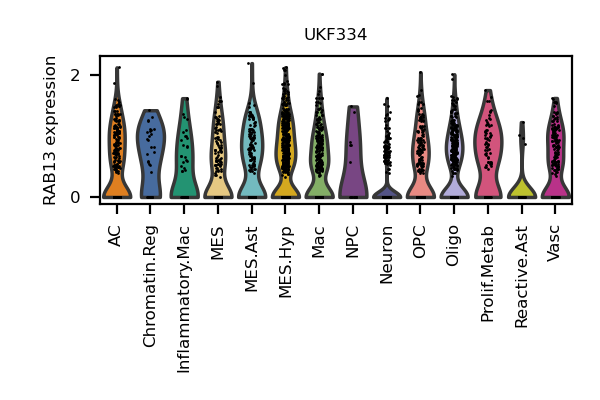 UKF334
RAB13 expression
2
0
AC
Chromatin.Reg
Inflammatory.Mac
MES
MES.Ast
MES.Hyp
Mac
NPC
Neuron
OPC
Oligo
Prolif.Metab
Reactive.Ast
Vasc